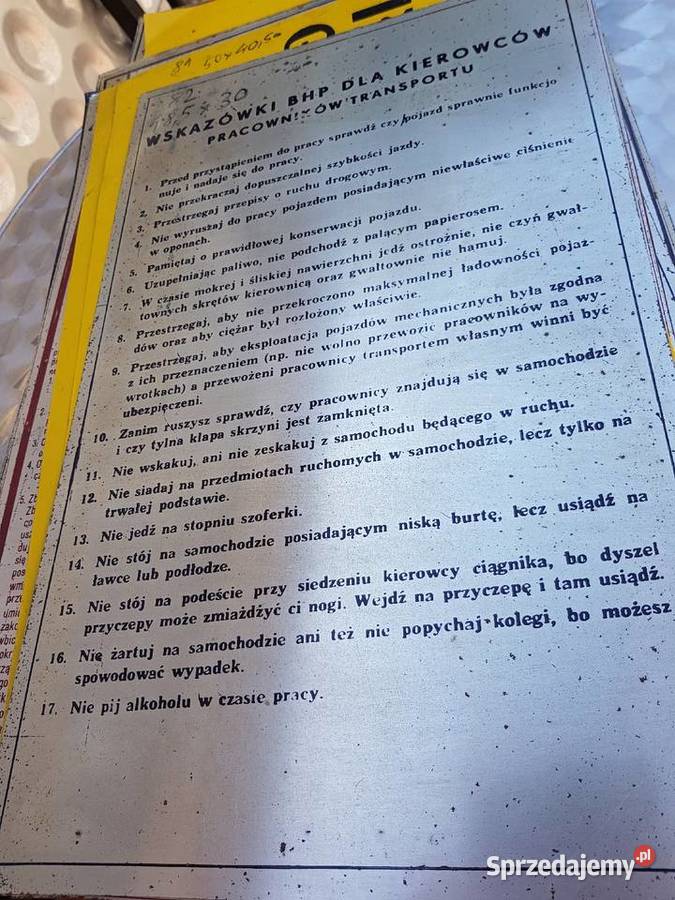 WSKAZÓWKI BHP DLA KIEROWCÓW
PRACOWNIKÓW TRANSPORTU
1. Przed przystąpieniem do pracy sprawdź czy pojazd sprawnie funkcjo
nuje i nadaje się do pracy.
2. Nie przekraczaj dopuszczalnej szybkości jazdy.
3. Przestrzegaj przepisy o ruchu drogowym.
4. Nie wyruszaj do pracy pojazdem posiadającym niewłaściwe ciśnienie
w oponach.
5. Pamiętaj o prawidłowej konserwacji pojazdu.
6. Uzupełniając paliwo, nie podchodź z palącym papierosem.
7. W czasie mokrej i śliskiej nawierzchni jedź ostrożnie, nie czyń gwał-
townych skrętów kierownicą oraz gwałtownie nie hamuj.
8. Przestrzegaj, aby nie przekroczono maksymalnej ładowności pojaz-
dów oraz aby ciężar był rozłożony właściwie.
9. Przestrzegaj, aby eksploatacja pojazdów mechanicznych była zgodna
z ich przeznaczeniem (np. nie wolno przewozić pracowników na wy-
wrotkach) a przewożeni pracownicy transportem własnym winni być
ubezpieczeni.
10. Zanim ruszysz sprawdź, czy pracownicy znajdują się w samochodzie
i czy tylna klapa skrzyni jest zamknięta.
11. Nie wskakuj, ani nie zeskakuj z samochodu będącego w ruchu.
12. Nie siadaj na przedmiotach ruchomych w samochodzie, lecz tylko na
trwałej podstawie.
13. Nie jedź na stopniu szoferki.
14. Nie stój na samochodzie posiadającym niską burtę, lecz usiądź na
ławce lub podłodze.
15. Nie stój na podeście przy siedzeniu kierowcy ciągnika, bo dyszel
przyczepy może zmiażdżyć ci nogi. Wejdź na przyczepę i tam usiądź.
16. Nie żartuj na samochodzie ani też nie popychaj kolegi, bo możesz
spowodować wypadek.
17. Nie pij alkoholu w czasie pracy.
Sprzedajemy.pl